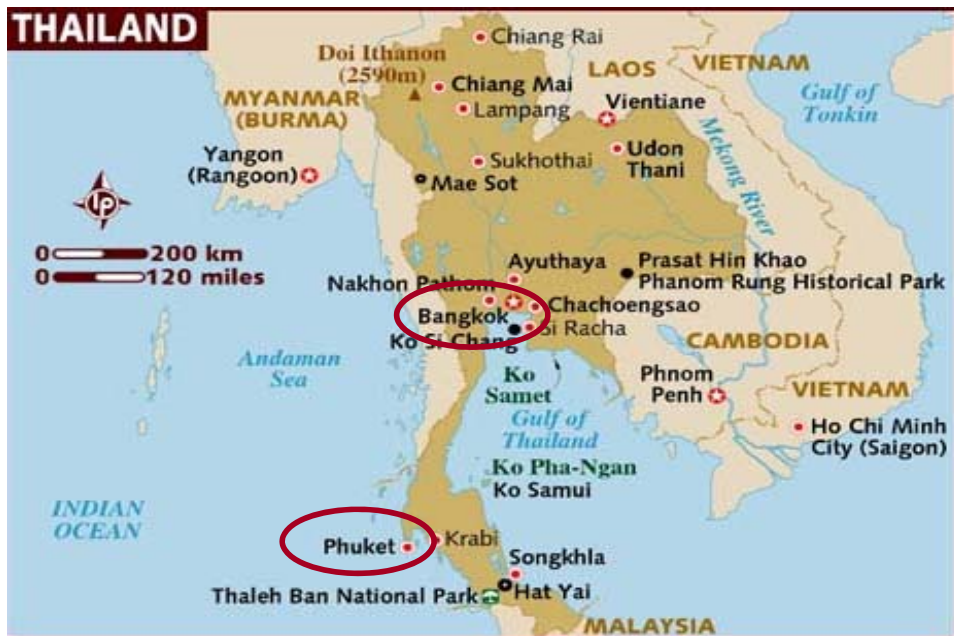 THAILAND
Chiang Rai
Doi Ithanon
(2590m)
Chiang Mai
Lampang
LAOS
VIETNAM
Gulf of
Tonkin
MYANMAR
(BURMA)
Vientiane
Yangon
(Rangoon)
Sukhothai
Udon
Thani
Mekong River
Mae Sot
lp
0 200 km
0 120 miles
Ayuthaya
Prasat Hin Khao
Phanom Rung Historical Park
Nakhon Pathom
Bangkok
Chachoengsao
Si Racha
Ko Si Chang
CAMBODIA
Andaman
Sea
Ko
Samet
Phnom
Penh
VIETNAM
Gulf of
Thailand
Ho Chi Minh
City (Saigon)
Ko Pha-Ngan
Ko Samui
INDIAN
OCEAN
Phuket
Krabi
Songkhla
Thaleh Ban National Park
Hat Yai
MALAYSIA